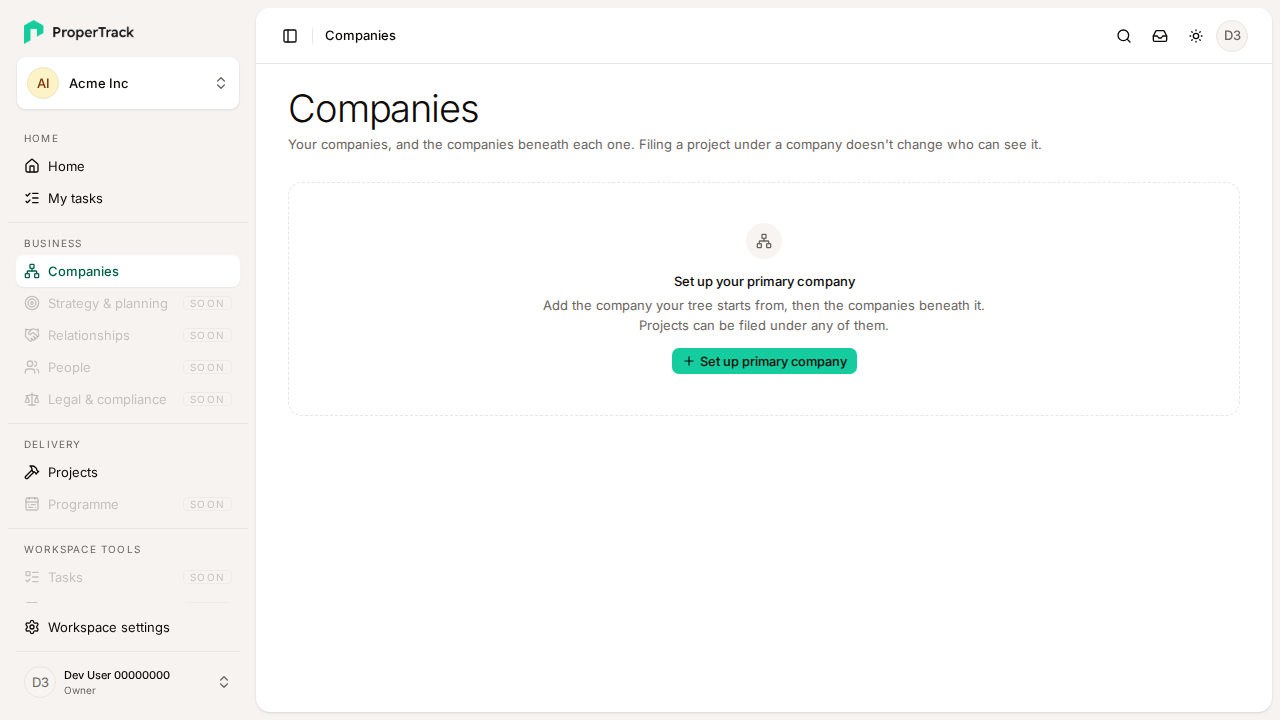 ProperTrack
AI
Acme Inc
HOME
Home
My tasks
BUSINESS
Companies
Strategy & planning SOON
Relationships SOON
People SOON
Legal & compliance SOON
DELIVERY
Projects
Programme SOON
WORKSPACE TOOLS
Tasks SOON
Workspace settings
D3
Dev User 00000000
Owner
Companies
D3
Companies
Your companies, and the companies beneath each one. Filing a project under a company doesn't change who can see it.
Set up your primary company
Add the company your tree starts from, then the companies beneath it.
Projects can be filed under any of them.
Set up primary company